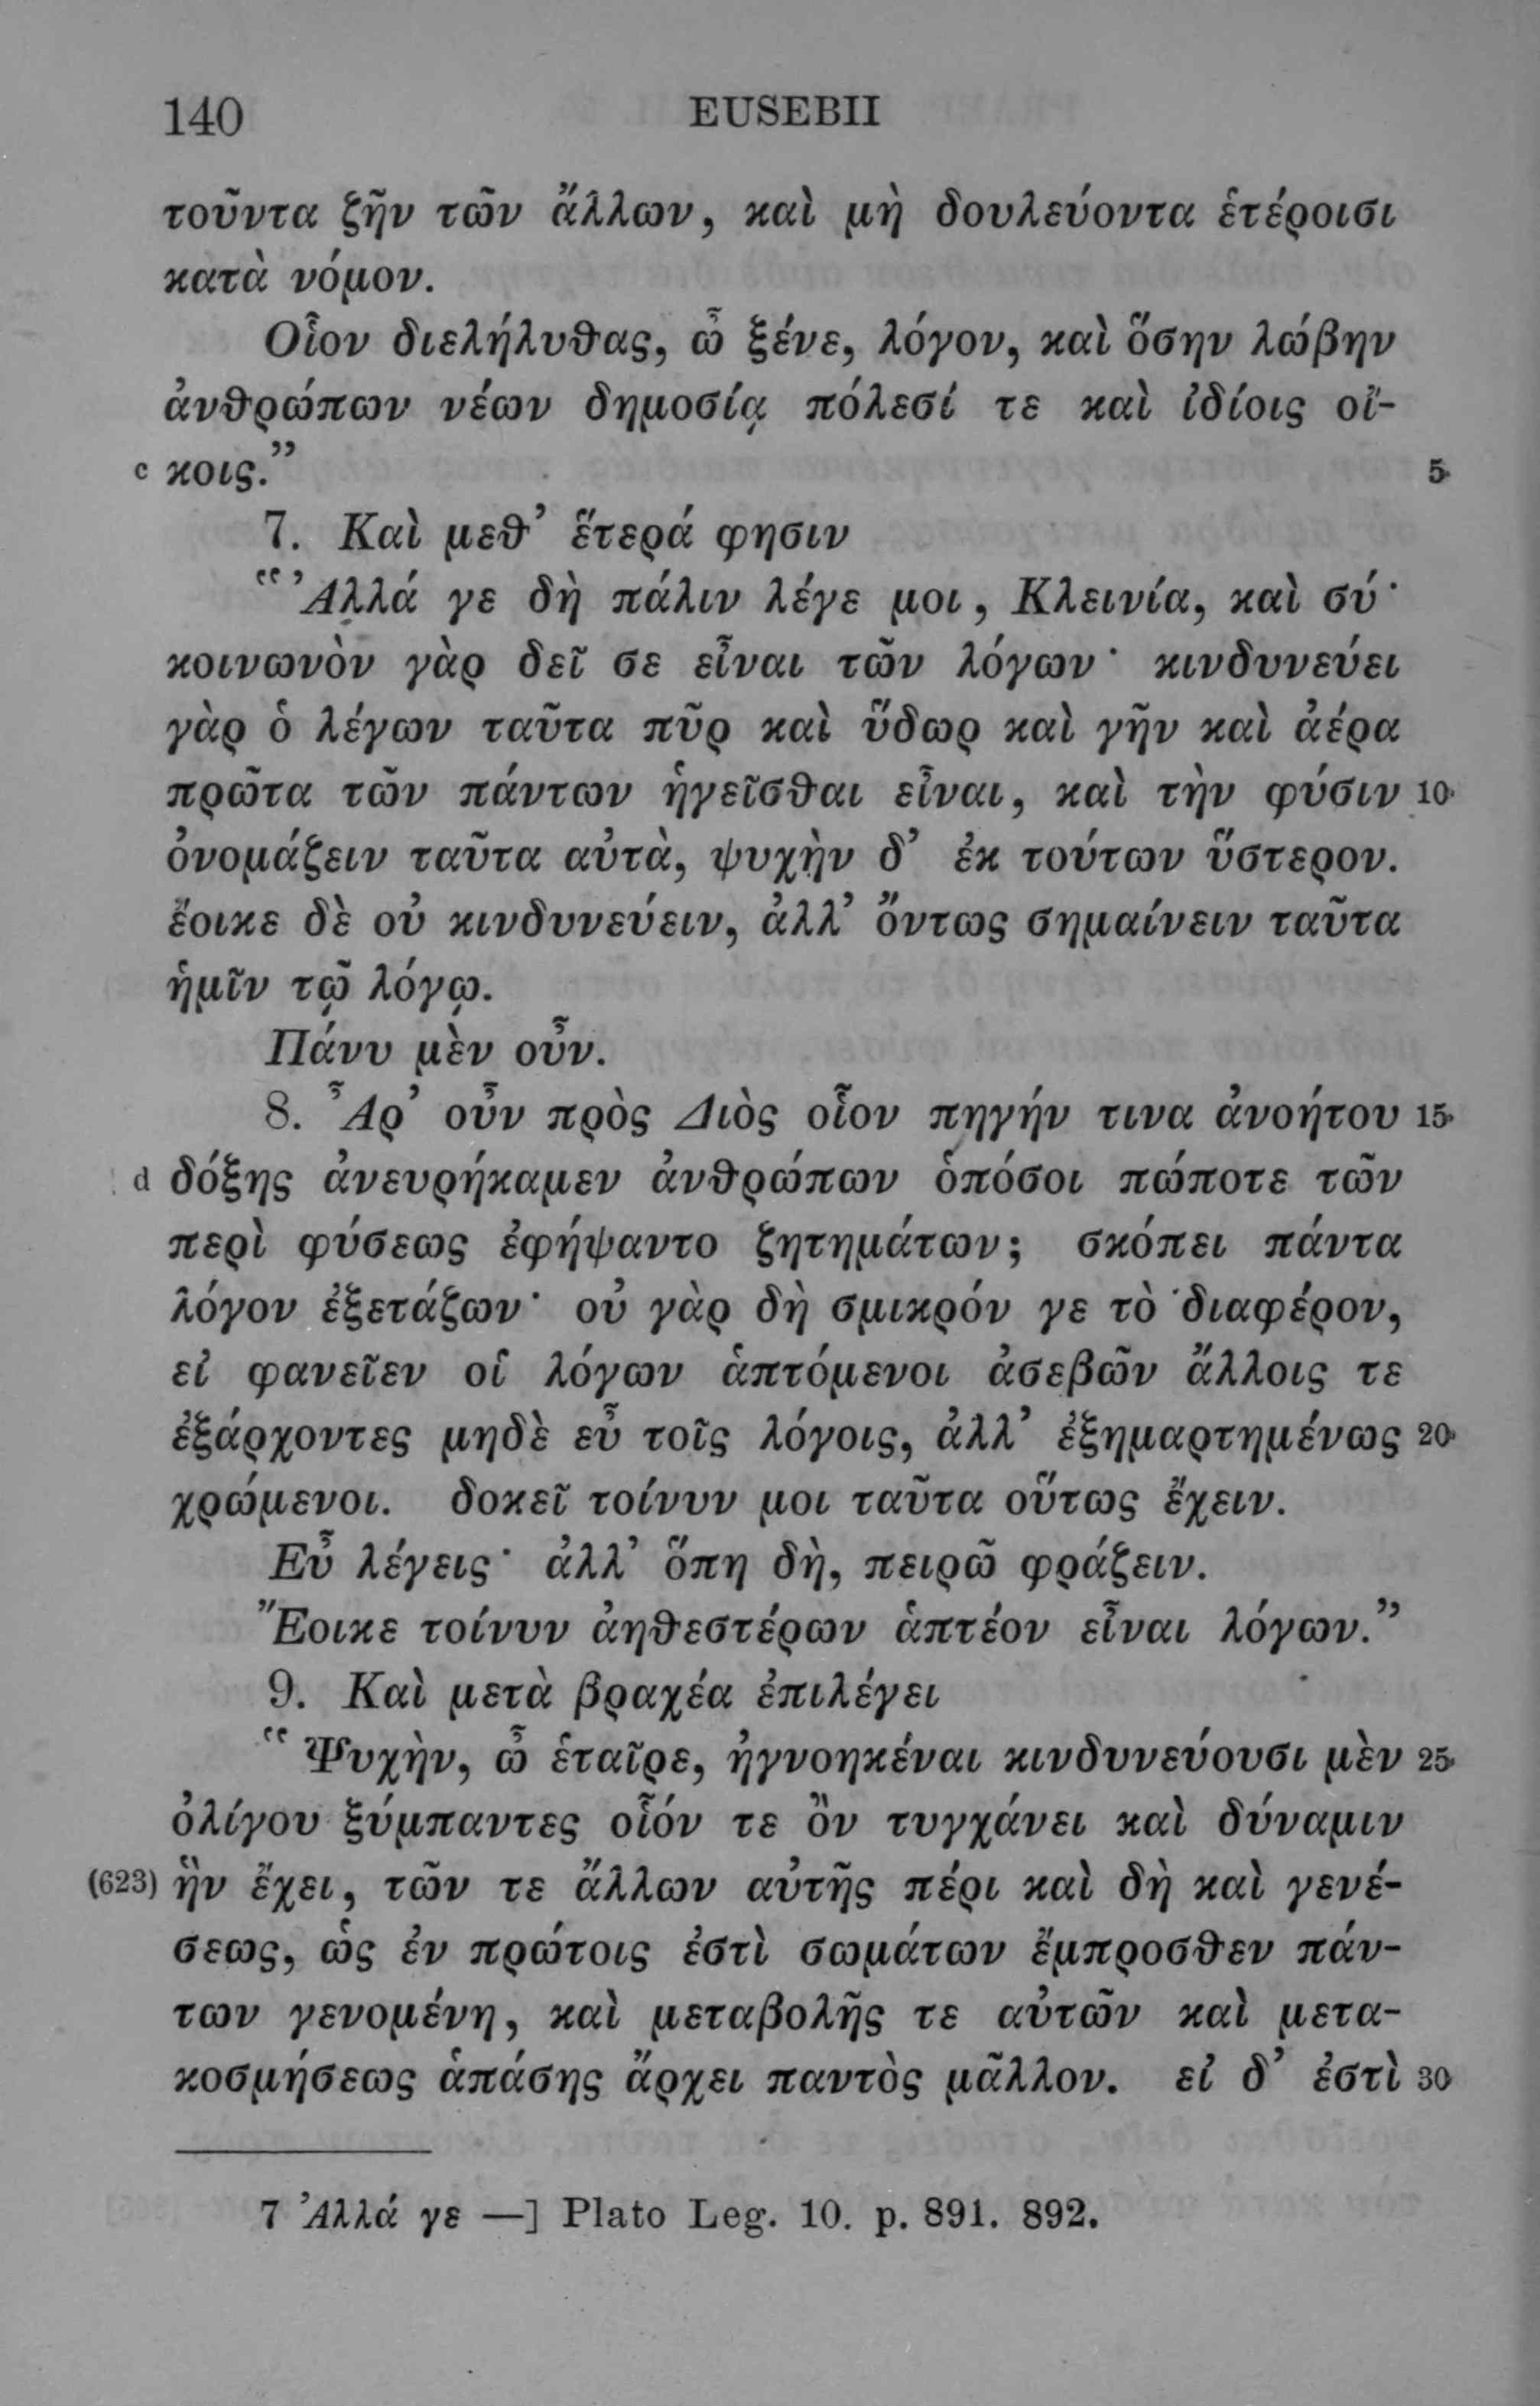 140 EUSEBII
τοῦντα ζῆν τῶν ἄλλων, καὶ μὴ δουλεύοντα ἑτέροισι
κατὰ νόμον.
Οἷον διελήλυθας, ὦ ξένε, λόγον, καὶ ὅσην λώβην
ἀνθρώπων νέων δημοσίᾳ πόλεσί τε καὶ ἰδίοις οἴ-
c κοις.” 5
7. Καὶ μεθ’ ἕτερά φησιν
“Ἀλλά γε δὴ πάλιν λέγε μοι, Κλεινία, καὶ σύ·
κοινωνὸν γὰρ δεῖ σε εἶναι τῶν λόγων· κινδυνεύει
γὰρ ὁ λέγων ταῦτα πῦρ καὶ ὕδωρ καὶ γῆν καὶ ἀέρα
πρῶτα τῶν πάντων ἡγεῖσθαι εἶναι, καὶ τὴν φύσιν 10
ὀνομάζειν ταῦτα αὐτὰ, ψυχὴν δ’ ἐκ τούτων ὕστερον.
ἔοικε δὲ οὐ κινδυνεύειν, ἀλλ’ ὄντως σημαίνειν ταῦτα
ἡμῖν τῷ λόγῳ.
Πάνυ μὲν οὖν.
8. Ἆρ’ οὖν πρὸς Διὸς οἷον πηγήν τινα ἀνοήτου 15
d δόξης ἀνευρήκαμεν ἀνθρώπων ὁπόσοι πώποτε τῶν
περὶ φύσεως ἐφήψαντο ζητημάτων; σκόπει πάντα
λόγον ἐξετάζων· οὐ γὰρ δὴ σμικρόν γε τὸ διαφέρον,
εἰ φανεῖεν οἱ λόγων ἁπτόμενοι ἀσεβῶν ἄλλοις τε
ἐξάρχοντες μηδὲ εὖ τοῖς λόγοις, ἀλλ’ ἐξημαρτημένως 20
χρώμενοι. δοκεῖ τοίνυν μοι ταῦτα οὕτως ἔχειν.
Εὖ λέγεις· ἀλλ’ ὅπη δὴ, πειρῶ φράζειν.
Ἔοικε τοίνυν ἀηθεστέρων ἁπτέον εἶναι λόγων.”
9. Καὶ μετὰ βραχέα ἐπιλέγει
“Ψυχὴν, ὦ ἑταῖρε, ἠγνοηκέναι κινδυνεύουσι μὲν 25
ὀλίγου ξύμπαντες οἷόν τε ὂν τυγχάνει καὶ δύναμιν
(623) ἣν ἔχει, τῶν τε ἄλλων αὐτῆς πέρι καὶ δὴ καὶ γενέ-
σεως, ὡς ἐν πρώτοις ἐστὶ σωμάτων ἔμπροσθεν πάν-
των γενομένη, καὶ μεταβολῆς τε αὐτῶν καὶ μετα-
κοσμήσεως ἁπάσης ἄρχει παντὸς μᾶλλον. εἰ δ’ ἐστὶ 30
7 Ἀλλά γε —] Plato Leg. 10. p. 891. 892.